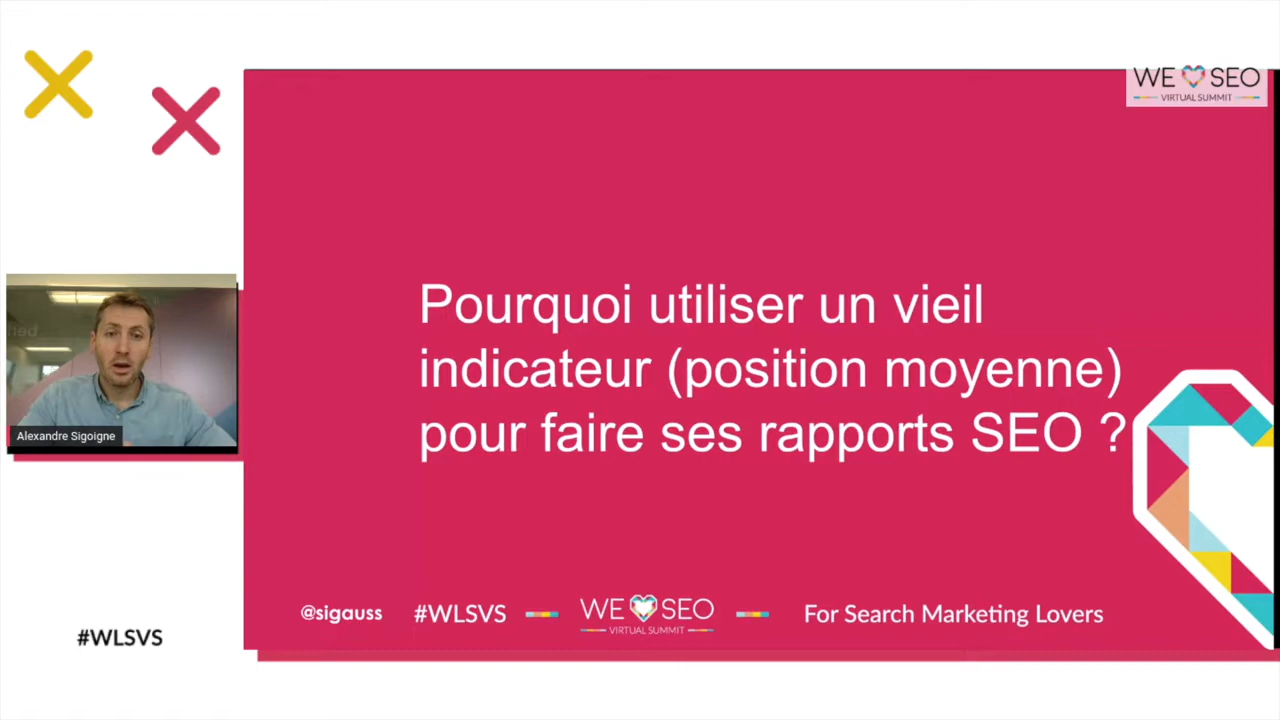 WE SEO
VIRTUAL SUMMIT
Pourquoi utiliser un vieil
indicateur (position moyenne)
pour faire ses rapports SEO ?
Alexandre Sigoigne
@sigauss #WLSVS WE SEO For Search Marketing Lovers
VIRTUAL SUMMIT
#WLSVS